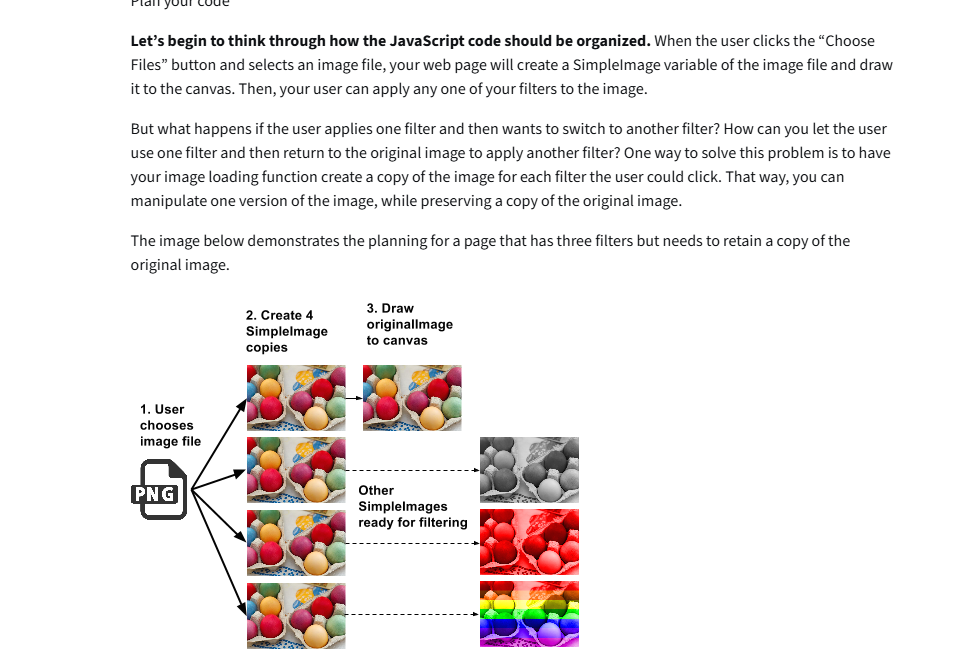 Plan your code
Let’s begin to think through how the JavaScript code should be organized. When the user clicks the “Choose
Files” button and selects an image file, your web page will create a SimpleImage variable of the image file and draw
it to the canvas. Then, your user can apply any one of your filters to the image.
But what happens if the user applies one filter and then wants to switch to another filter? How can you let the user
use one filter and then return to the original image to apply another filter? One way to solve this problem is to have
your image loading function create a copy of the image for each filter the user could click. That way, you can
manipulate one version of the image, while preserving a copy of the original image.
The image below demonstrates the planning for a page that has three filters but needs to retain a copy of the
original image.
1. User
chooses
image file
PNG
2. Create 4
SimpleImage
copies
3. Draw
originalImage
to canvas
Other
SimpleImages
ready for filtering